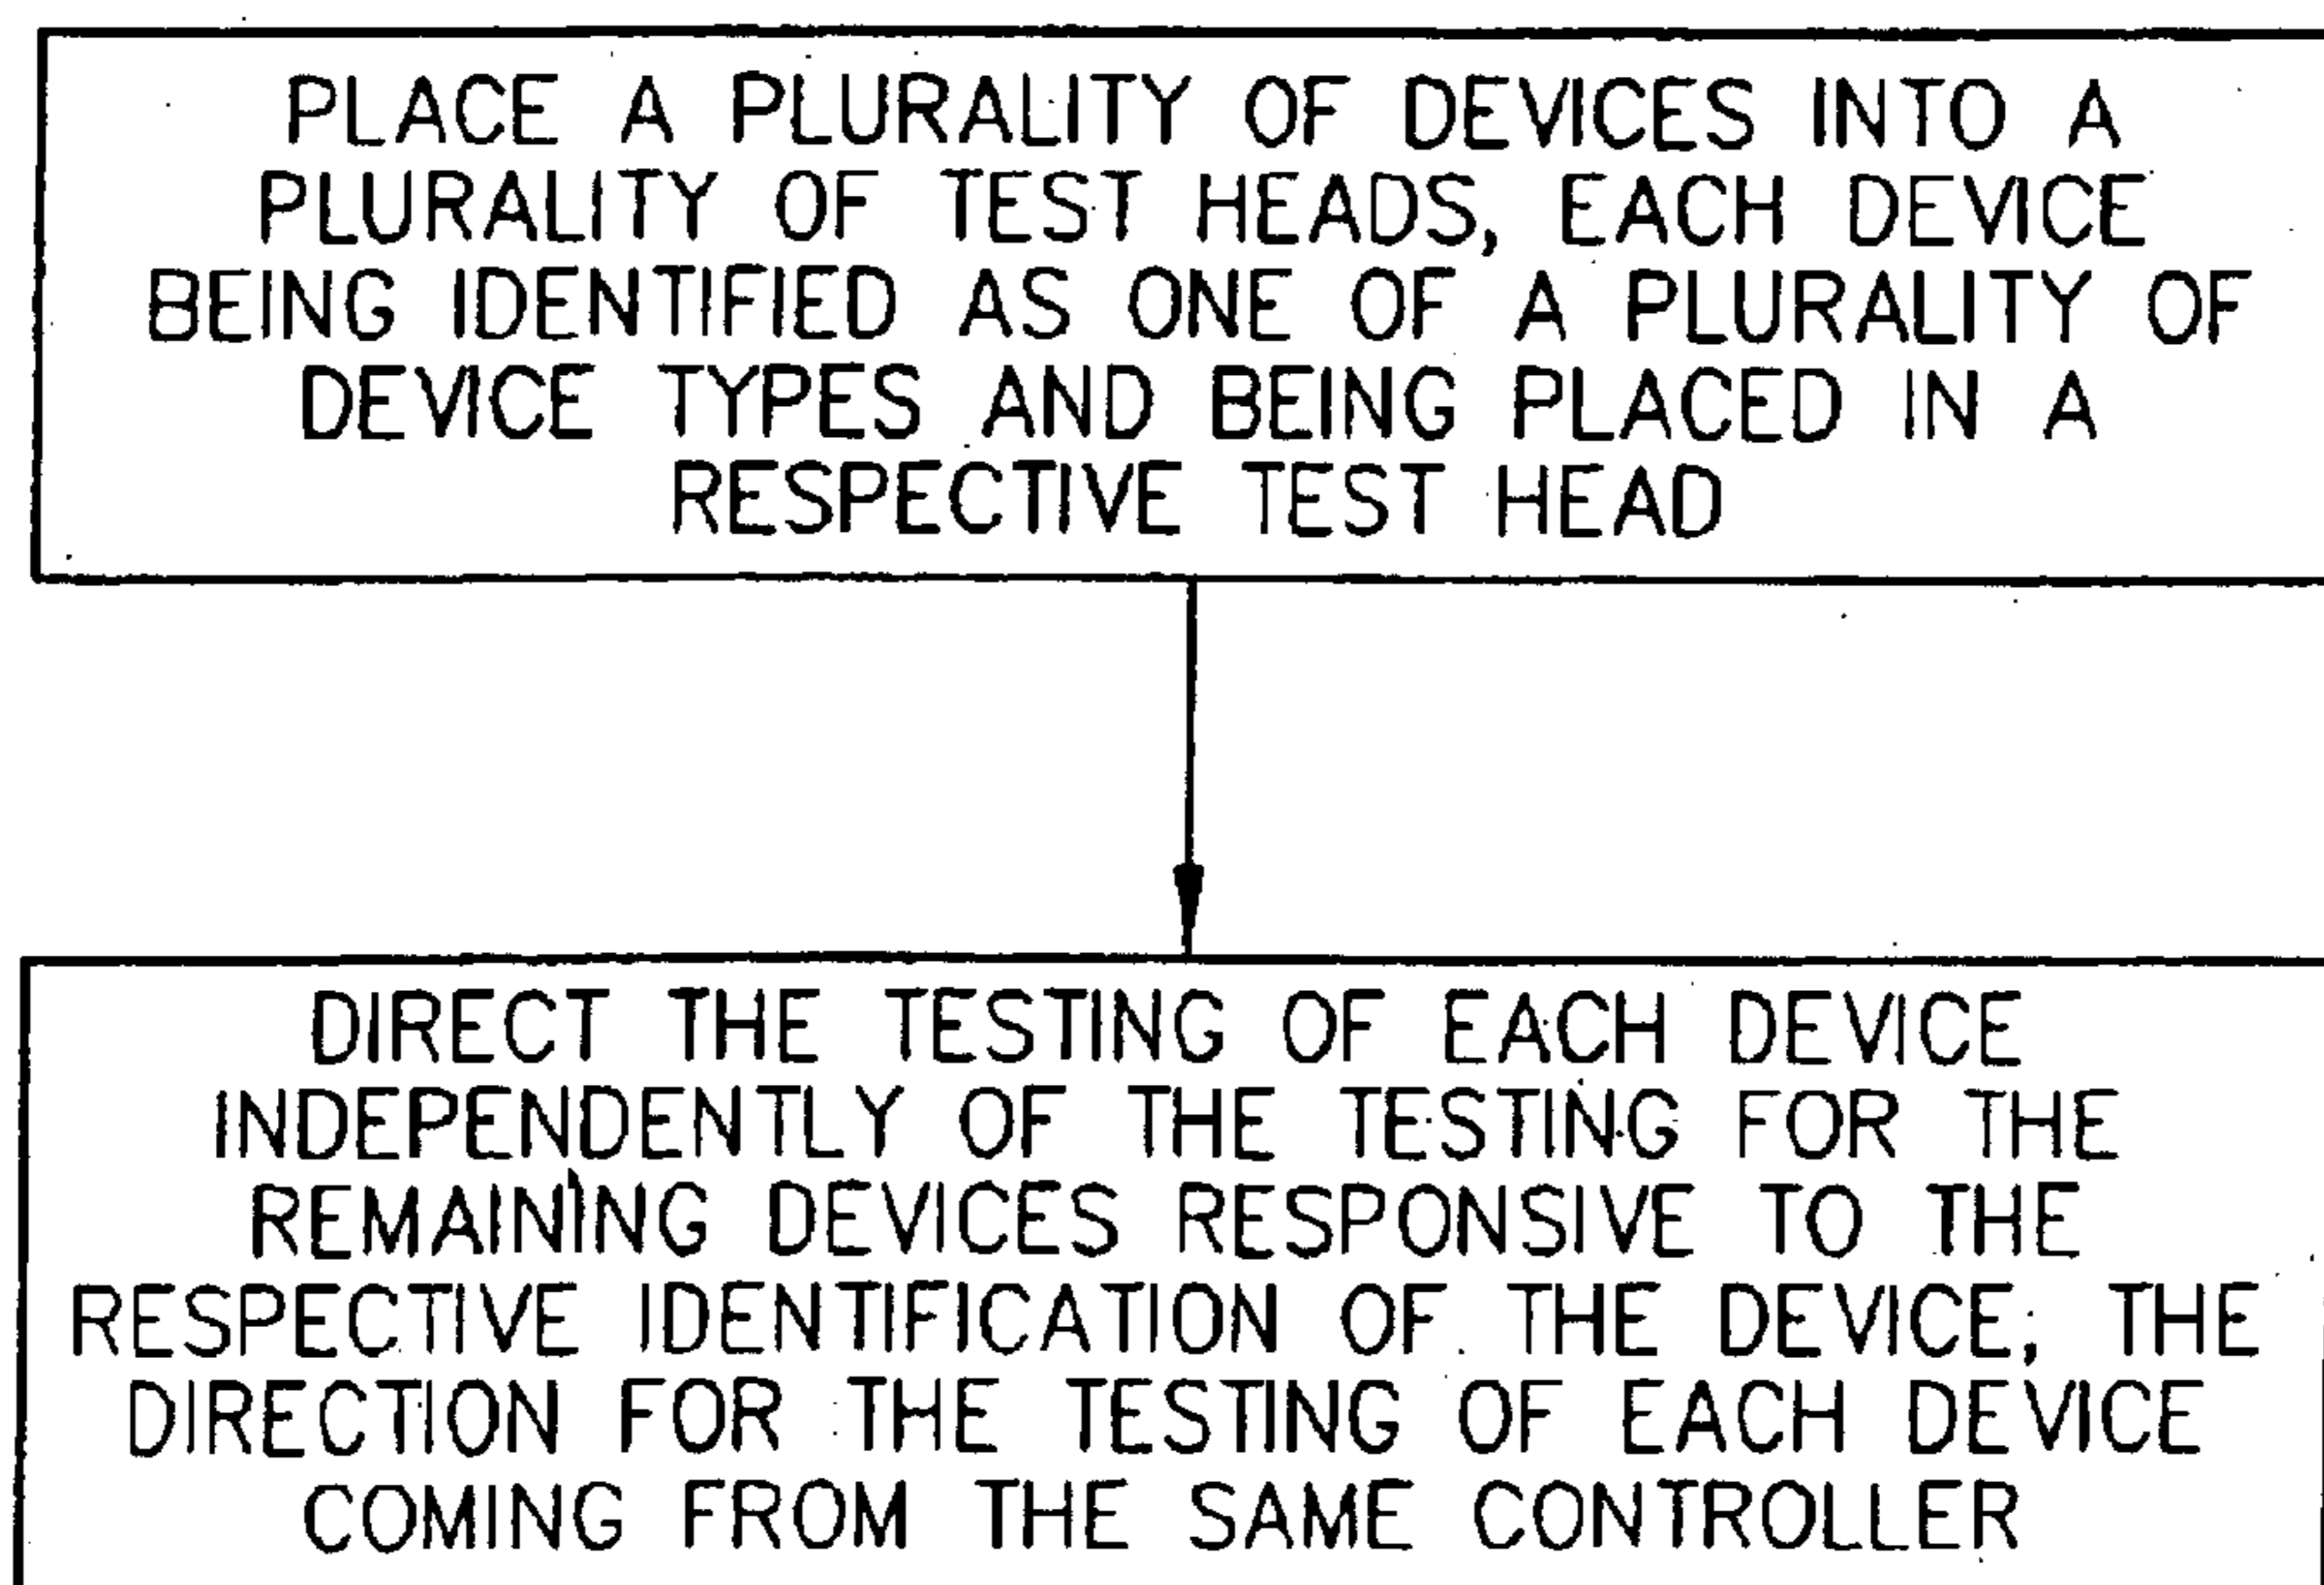 PLACE A PLURALITY OF DEVICES INTO A
PLURALITY OF TEST HEADS, EACH DEVICE
BEING IDENTIFIED AS ONE OF A PLURALITY OF
DEVICE TYPES AND BEING PLACED IN A
RESPECTIVE TEST HEAD
DIRECT THE TESTING OF EACH DEVICE
INDEPENDENTLY OF THE TESTING FOR THE
REMAINING DEVICES RESPONSIVE TO THE
RESPECTIVE IDENTIFICATION OF THE DEVICE, THE
DIRECTION FOR THE TESTING OF EACH DEVICE
COMING FROM THE SAME CONTROLLER